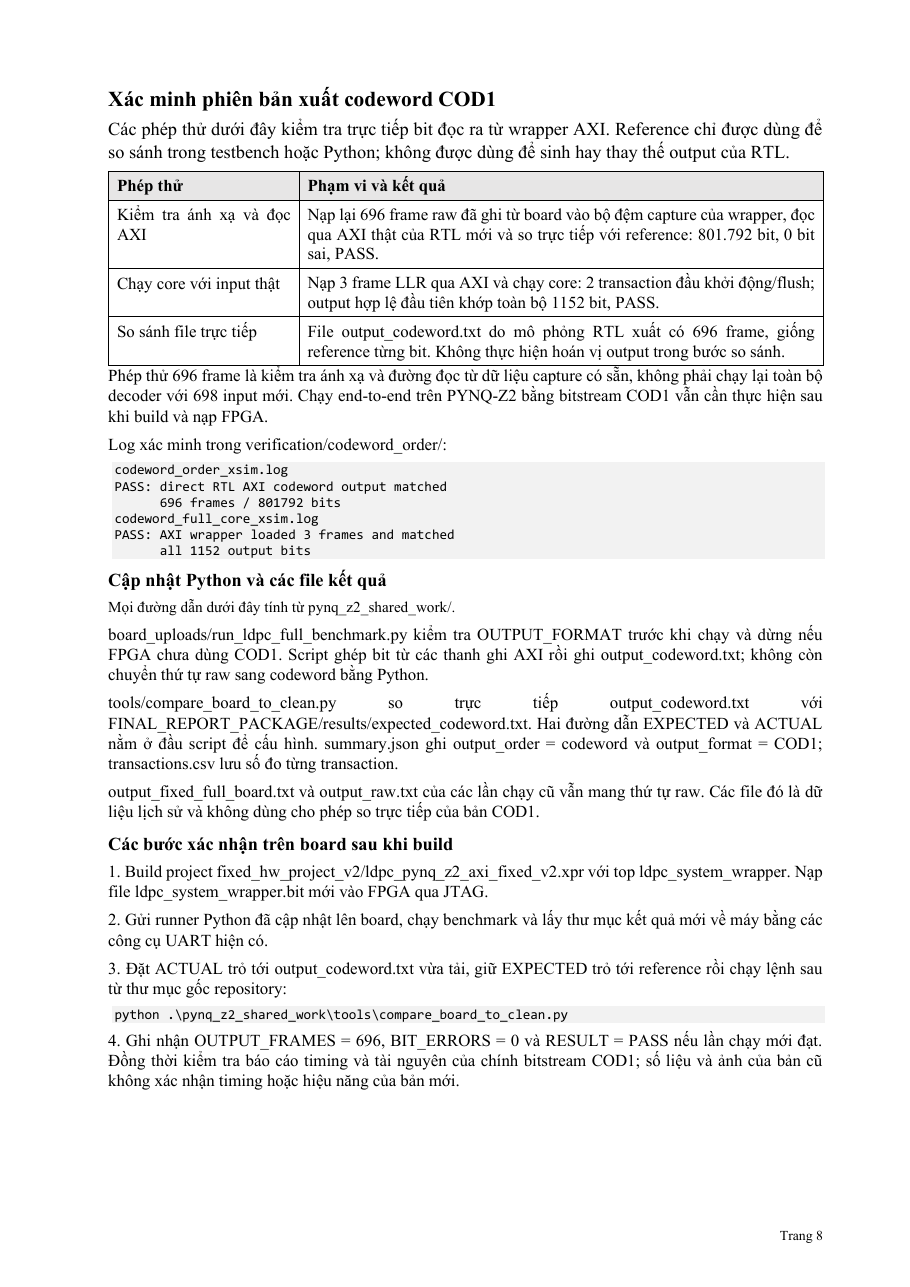 Xác minh phiên bản xuất codeword COD1
Các phép thử dưới đây kiểm tra trực tiếp bit đọc ra từ wrapper AXI. Reference chỉ được dùng để
so sánh trong testbench hoặc Python; không được dùng để sinh hay thay thế output của RTL.
Phép thử
Phạm vi và kết quả
Kiểm tra ánh xạ và đọc
AXI
Nạp lại 696 frame raw đã ghi từ board vào bộ đệm capture của wrapper, đọc
qua AXI thật của RTL mới và so trực tiếp với reference: 801.792 bit, 0 bit
sai, PASS.
Chạy core với input thật
Nạp 3 frame LLR qua AXI và chạy core: 2 transaction đầu khởi động/flush;
output hợp lệ đầu tiên khớp toàn bộ 1152 bit, PASS.
So sánh file trực tiếp
File output_codeword.txt do mô phỏng RTL xuất có 696 frame, giống
reference từng bit. Không thực hiện hoán vị output trong bước so sánh.
Phép thử 696 frame là kiểm tra ánh xạ và đường đọc từ dữ liệu capture có sẵn, không phải chạy lại toàn bộ
decoder với 698 input mới. Chạy end-to-end trên PYNQ-Z2 bằng bitstream COD1 vẫn cần thực hiện sau
khi build và nạp FPGA.
Log xác minh trong verification/codeword_order/:
codeword_order_xsim.log
PASS: direct RTL AXI codeword output matched
696 frames / 801792 bits
codeword_full_core_xsim.log
PASS: AXI wrapper loaded 3 frames and matched
all 1152 output bits
Cập nhật Python và các file kết quả
Mọi đường dẫn dưới đây tính từ pynq_z2_shared_work/.
board_uploads/run_ldpc_full_benchmark.py kiểm tra OUTPUT_FORMAT trước khi chạy và dừng nếu
FPGA chưa dùng COD1. Script ghép bit từ các thanh ghi AXI rồi ghi output_codeword.txt; không còn
chuyển thứ tự raw sang codeword bằng Python.
tools/compare_board_to_clean.py so trực tiếp output_codeword.txt với
FINAL_REPORT_PACKAGE/results/expected_codeword.txt. Hai đường dẫn EXPECTED và ACTUAL
nằm ở đầu script để cấu hình. summary.json ghi output_order = codeword và output_format = COD1;
transactions.csv lưu số đo từng transaction.
output_fixed_full_board.txt và output_raw.txt của các lần chạy cũ vẫn mang thứ tự raw. Các file đó là dữ
liệu lịch sử và không dùng cho phép so trực tiếp của bản COD1.
Các bước xác nhận trên board sau khi build
1. Build project fixed_hw_project_v2/ldpc_pynq_z2_axi_fixed_v2.xpr với top ldpc_system_wrapper. Nạp
file ldpc_system_wrapper.bit mới vào FPGA qua JTAG.
2. Gửi runner Python đã cập nhật lên board, chạy benchmark và lấy thư mục kết quả mới về máy bằng các
công cụ UART hiện có.
3. Đặt ACTUAL trỏ tới output_codeword.txt vừa tải, giữ EXPECTED trỏ tới reference rồi chạy lệnh sau
từ thư mục gốc repository:
python .\pynq_z2_shared_work\tools\compare_board_to_clean.py
4. Ghi nhận OUTPUT_FRAMES = 696, BIT_ERRORS = 0 và RESULT = PASS nếu lần chạy mới đạt.
Đồng thời kiểm tra báo cáo timing và tài nguyên của chính bitstream COD1; số liệu và ảnh của bản cũ
không xác nhận timing hoặc hiệu năng của bản mới.
Trang 8